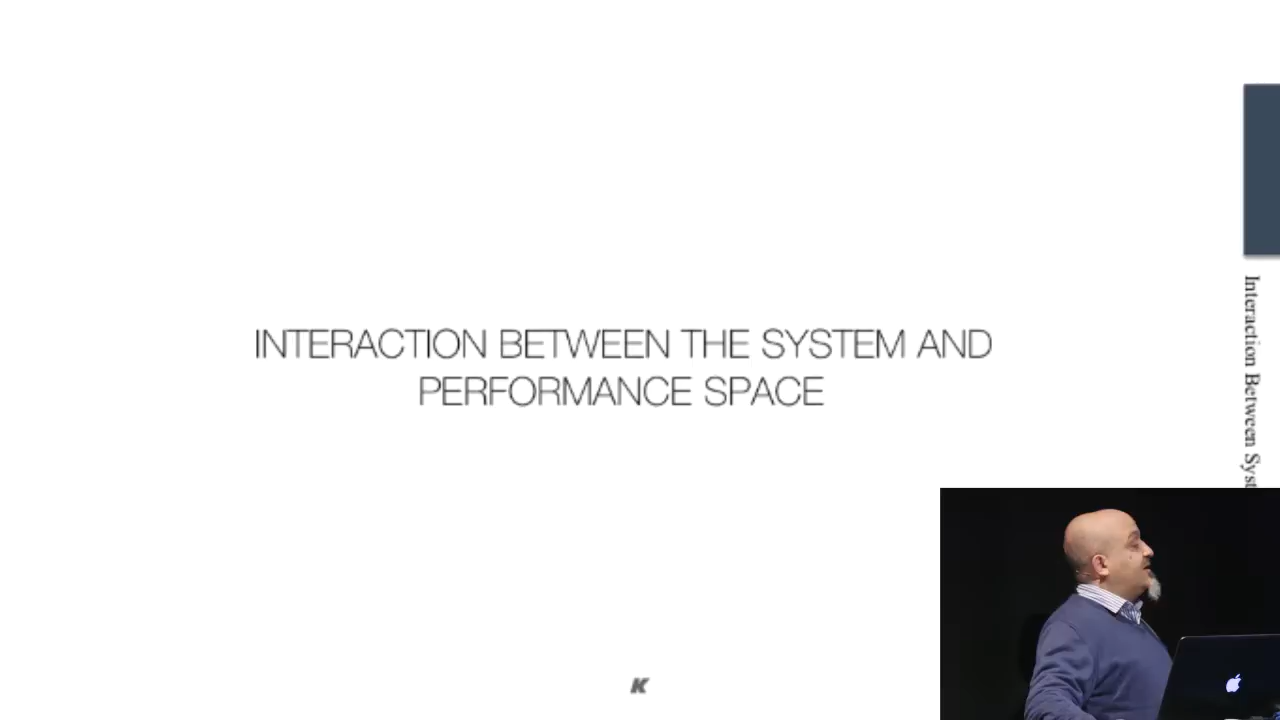 INTERACTION BETWEEN THE SYSTEM AND
PERFORMANCE SPACE
Interaction Between Syst
K